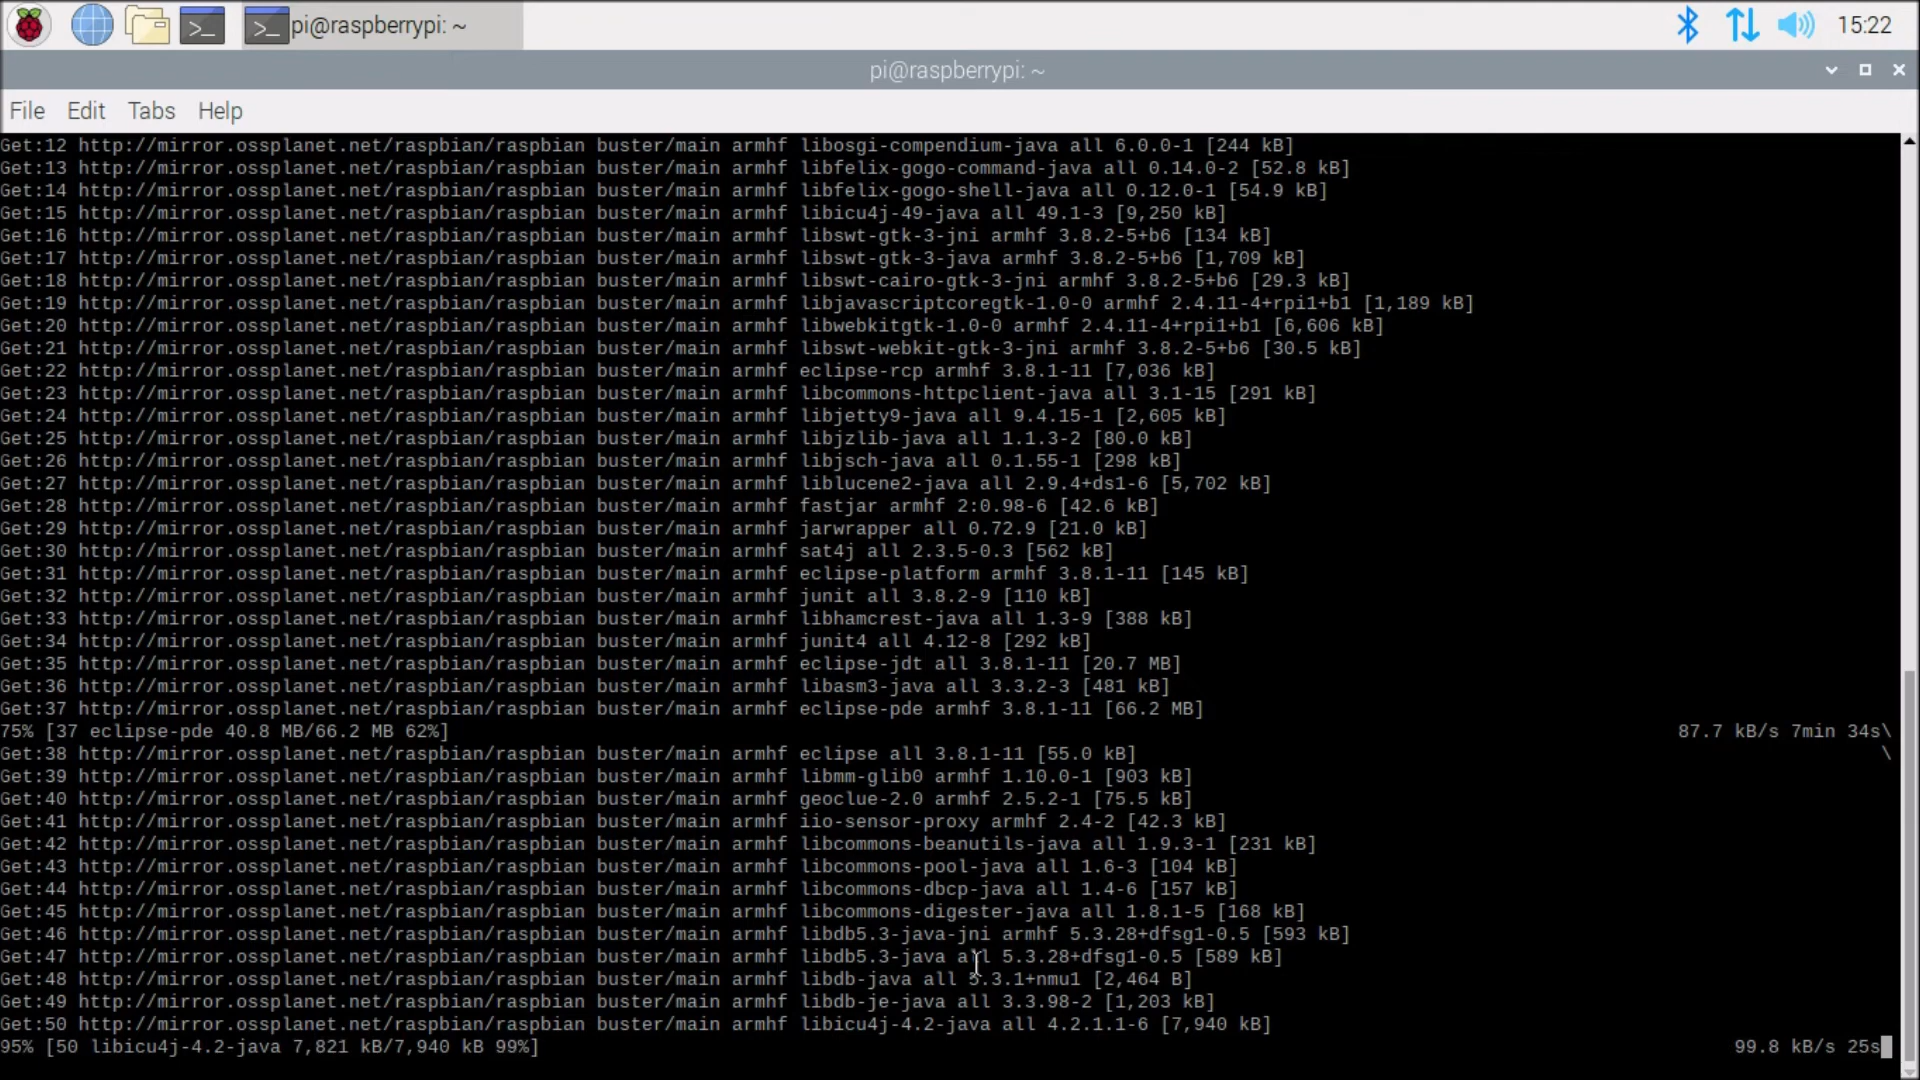 pi@raspberrypi: ~
15:22
pi@raspberrypi: ~
File Edit Tabs Help
Get:12 http://mirror.ossplanet.net/raspbian/raspbian buster/main armhf libosgi-compendium-java all 6.0.0-1 [244 kB]
Get:13 http://mirror.ossplanet.net/raspbian/raspbian buster/main armhf libfelix-gogo-command-java all 0.14.0-2 [52.8 kB]
Get:14 http://mirror.ossplanet.net/raspbian/raspbian buster/main armhf libfelix-gogo-shell-java all 0.12.0-1 [54.9 kB]
Get:15 http://mirror.ossplanet.net/raspbian/raspbian buster/main armhf libicu4j-49-java all 49.1-3 [9,250 kB]
Get:16 http://mirror.ossplanet.net/raspbian/raspbian buster/main armhf libswt-gtk-3-jni armhf 3.8.2-5+b6 [134 kB]
Get:17 http://mirror.ossplanet.net/raspbian/raspbian buster/main armhf libswt-gtk-3-java armhf 3.8.2-5+b6 [1,709 kB]
Get:18 http://mirror.ossplanet.net/raspbian/raspbian buster/main armhf libswt-cairo-gtk-3-jni armhf 3.8.2-5+b6 [29.3 kB]
Get:19 http://mirror.ossplanet.net/raspbian/raspbian buster/main armhf libjavascriptcoregtk-1.0-0 armhf 2.4.11-4+rpi1+b1 [1,189 kB]
Get:20 http://mirror.ossplanet.net/raspbian/raspbian buster/main armhf libwebkitgtk-1.0-0 armhf 2.4.11-4+rpi1+b1 [6,606 kB]
Get:21 http://mirror.ossplanet.net/raspbian/raspbian buster/main armhf libswt-webkit-gtk-3-jni armhf 3.8.2-5+b6 [30.5 kB]
Get:22 http://mirror.ossplanet.net/raspbian/raspbian buster/main armhf eclipse-rcp armhf 3.8.1-11 [7,036 kB]
Get:23 http://mirror.ossplanet.net/raspbian/raspbian buster/main armhf libcommons-httpclient-java all 3.1-15 [291 kB]
Get:24 http://mirror.ossplanet.net/raspbian/raspbian buster/main armhf libjetty9-java all 9.4.15-1 [2,605 kB]
Get:25 http://mirror.ossplanet.net/raspbian/raspbian buster/main armhf libjzlib-java all 1.1.3-2 [80.0 kB]
Get:26 http://mirror.ossplanet.net/raspbian/raspbian buster/main armhf libjsch-java all 0.1.55-1 [298 kB]
Get:27 http://mirror.ossplanet.net/raspbian/raspbian buster/main armhf liblucene2-java all 2.9.4+ds1-6 [5,702 kB]
Get:28 http://mirror.ossplanet.net/raspbian/raspbian buster/main armhf fastjar armhf 2:0.98-6 [42.6 kB]
Get:29 http://mirror.ossplanet.net/raspbian/raspbian buster/main armhf jarwrapper all 0.72.9 [21.0 kB]
Get:30 http://mirror.ossplanet.net/raspbian/raspbian buster/main armhf sat4j all 2.3.5-0.3 [562 kB]
Get:31 http://mirror.ossplanet.net/raspbian/raspbian buster/main armhf eclipse-platform armhf 3.8.1-11 [145 kB]
Get:32 http://mirror.ossplanet.net/raspbian/raspbian buster/main armhf junit all 3.8.2-9 [110 kB]
Get:33 http://mirror.ossplanet.net/raspbian/raspbian buster/main armhf libhamcrest-java all 1.3-9 [388 kB]
Get:34 http://mirror.ossplanet.net/raspbian/raspbian buster/main armhf junit4 all 4.12-8 [292 kB]
Get:35 http://mirror.ossplanet.net/raspbian/raspbian buster/main armhf eclipse-jdt all 3.8.1-11 [20.7 MB]
Get:36 http://mirror.ossplanet.net/raspbian/raspbian buster/main armhf libasm3-java all 3.3.2-3 [481 kB]
Get:37 http://mirror.ossplanet.net/raspbian/raspbian buster/main armhf eclipse-pde armhf 3.8.1-11 [66.2 MB]
75% [37 eclipse-pde 40.8 MB/66.2 MB 62%] 87.7 kB/s 7min 34s\
Get:38 http://mirror.ossplanet.net/raspbian/raspbian buster/main armhf eclipse all 3.8.1-11 [55.0 kB] \
Get:39 http://mirror.ossplanet.net/raspbian/raspbian buster/main armhf libmm-glib0 armhf 1.10.0-1 [903 kB]
Get:40 http://mirror.ossplanet.net/raspbian/raspbian buster/main armhf geoclue-2.0 armhf 2.5.2-1 [75.5 kB]
Get:41 http://mirror.ossplanet.net/raspbian/raspbian buster/main armhf iio-sensor-proxy armhf 2.4-2 [42.3 kB]
Get:42 http://mirror.ossplanet.net/raspbian/raspbian buster/main armhf libcommons-beanutils-java all 1.9.3-1 [231 kB]
Get:43 http://mirror.ossplanet.net/raspbian/raspbian buster/main armhf libcommons-pool-java all 1.6-3 [104 kB]
Get:44 http://mirror.ossplanet.net/raspbian/raspbian buster/main armhf libcommons-dbcp-java all 1.4-6 [157 kB]
Get:45 http://mirror.ossplanet.net/raspbian/raspbian buster/main armhf libcommons-digester-java all 1.8.1-5 [168 kB]
Get:46 http://mirror.ossplanet.net/raspbian/raspbian buster/main armhf libdb5.3-java-jni armhf 5.3.28+dfsg1-0.5 [593 kB]
Get:47 http://mirror.ossplanet.net/raspbian/raspbian buster/main armhf libdb5.3-java all 5.3.28+dfsg1-0.5 [589 kB]
Get:48 http://mirror.ossplanet.net/raspbian/raspbian buster/main armhf libdb-java all 5.3.1+nmu1 [2,464 B]
Get:49 http://mirror.ossplanet.net/raspbian/raspbian buster/main armhf libdb-je-java all 3.3.98-2 [1,203 kB]
Get:50 http://mirror.ossplanet.net/raspbian/raspbian buster/main armhf libicu4j-4.2-java all 4.2.1.1-6 [7,940 kB]
95% [50 libicu4j-4.2-java 7,821 kB/7,940 kB 99%] 99.8 kB/s 25s